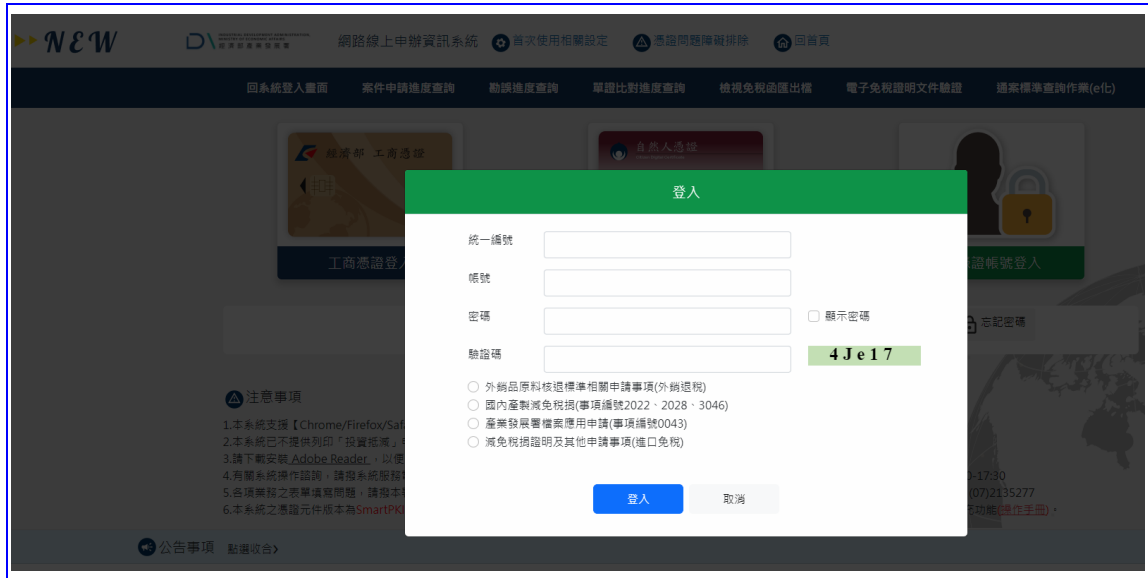 NEW
經濟部產業發展署
網路線上申辦資訊系統 首次使用相關設定 憑證問題障礙排除 回首頁
回系統登入畫面 案件申請進度查詢 勘誤進度查詢 單證比對進度查詢 檢視免稅函匯出檔 電子免稅證明文件驗證 通案標準查詢作業(e化)
經濟部 工商憑證
自然人憑證
工商憑證登
證帳號登入
登入
統一編號
帳號
密碼
顯示密碼
驗證碼
4Je17
外銷品原料核退標準相關申請事項(外銷退稅)
國內產製減免稅捐(事項編號2022、2028、3046)
產業發展署檔案應用申請(事項編號0043)
減免稅捐證明及其他申請事項(進口免稅)
登入 取消
忘記密碼
注意事項
1.本系統支援【Chrome/Firefox/Saf
2.本系統已不提供列印「投資抵減」
3.請下載安裝 Adobe Reader ，以便
4.有關系統操作諮詢，請撥系統服務
-17:30
5.各項業務之表單填寫問題，請撥本
(07)2135277
6.本系統之憑證元件版本為SmartPKI
功能(操作手冊)。
公告事項 點選收合>